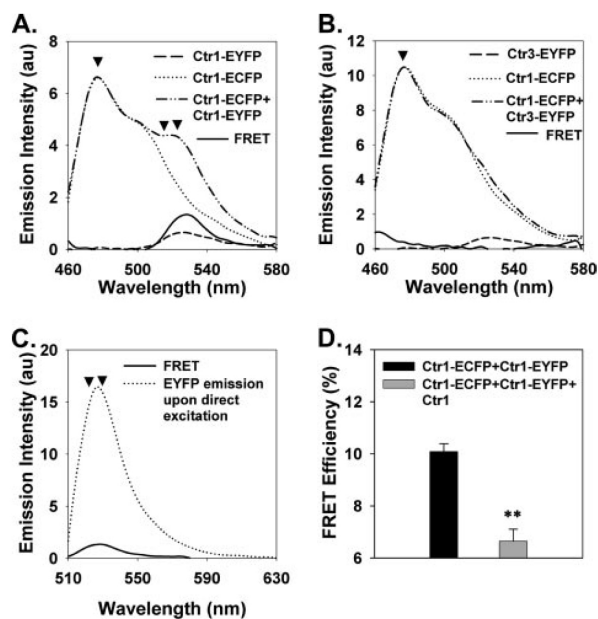 A.
Emission Intensity (au)
8
6
4
2
0
460 500 540 580
Wavelength (nm)
Ctr1-EYFP
Ctr1-ECFP
Ctr1-ECFP+
Ctr1-EYFP
FRET
B.
Emission Intensity (au)
12
10
8
6
4
2
0
460 500 540 580
Wavelength (nm)
Ctr3-EYFP
Ctr1-ECFP
Ctr1-ECFP+
Ctr3-EYFP
FRET
C.
Emission Intensity (au)
20
15
10
5
0
510 550 590 630
Wavelength (nm)
FRET
EYFP emission
upon direct
excitation
D.
FRET Efficiency (%)
14
12
10
8
6
Ctr1-ECFP+Ctr1-EYFP
Ctr1-ECFP+Ctr1-EYFP+
Ctr1
**